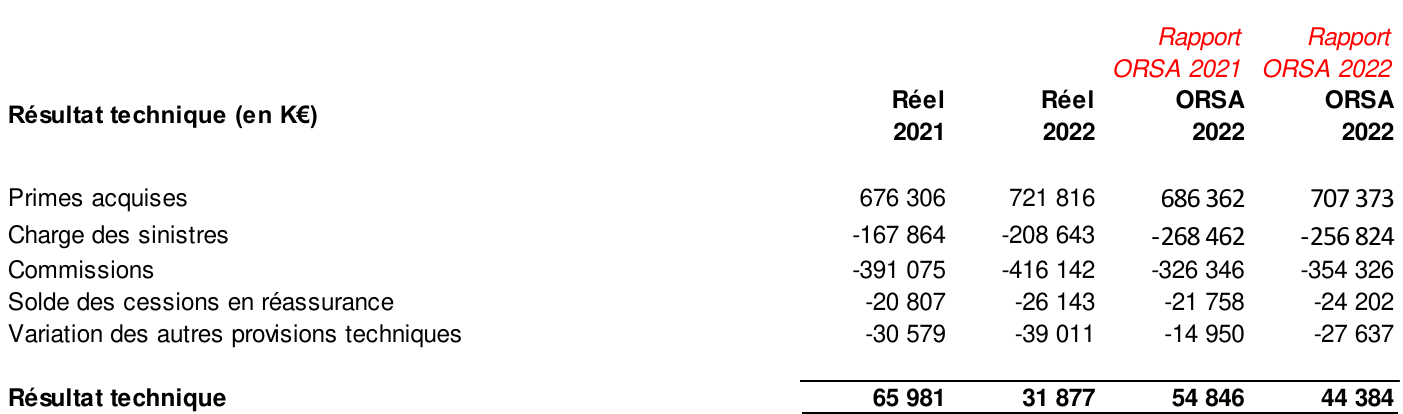 Rapport Rapport
ORSA 2021 ORSA 2022
Résultat technique (en K€) Réel Réel ORSA ORSA
2021 2022 2022 2022
Primes acquises 676 306 721 816 686 362 707 373
Charge des sinistres -167 864 -208 643 -268 462 -256 824
Commissions -391 075 -416 142 -326 346 -354 326
Solde des cessions en réassurance -20 807 -26 143 -21 758 -24 202
Variation des autres provisions techniques -30 579 -39 011 -14 950 -27 637
Résultat technique 65 981 31 877 54 846 44 384